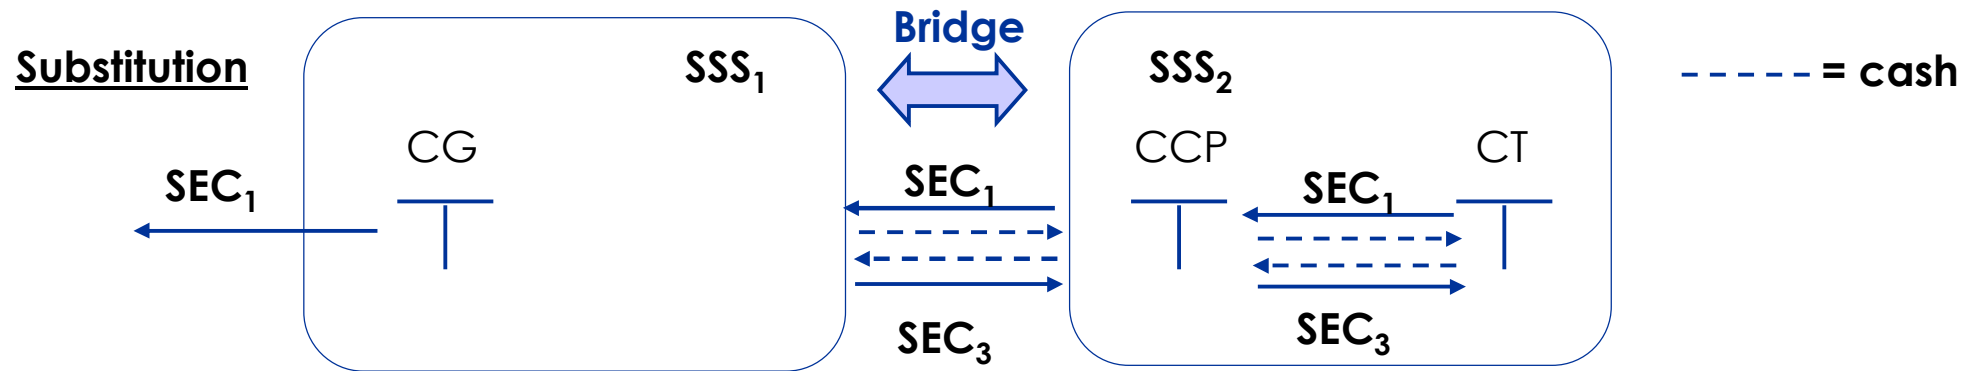 Substitution
SSS1
Bridge
SSS2
= cash
CG
CCP
CT
SEC1
SEC1
SEC1
SEC3
SEC3